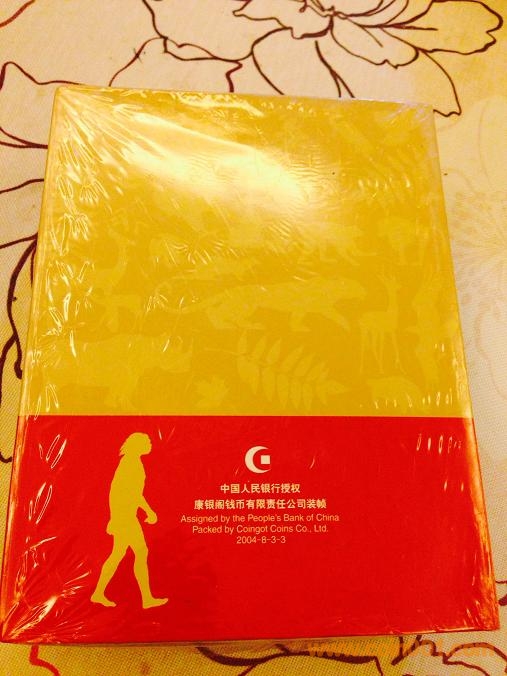 中国人民银行授权
康银阁钱币有限责任公司装帧
Assigned by the People's Bank of China
Packed by Coingot Coins Co., Ltd.
2004-8-3-3